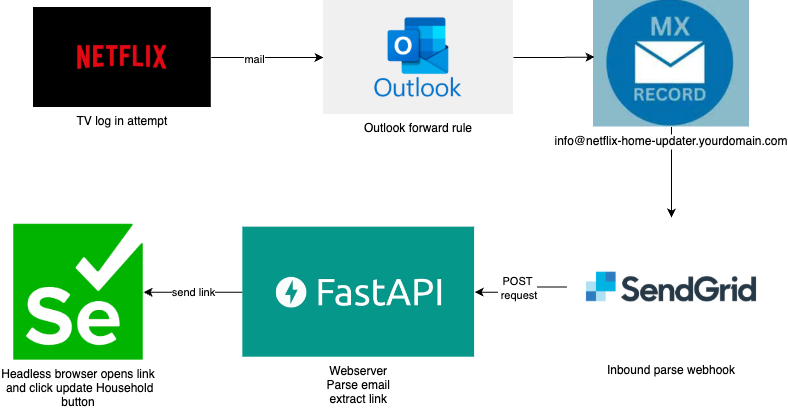 NETFLIX
TV log in attempt
mail
Outlook
Outlook forward rule
MX
RECORD
info@netflix-home-updater.yourdomain.com
Se
send link
FastAPI
POST
request
SendGrid
Headless browser opens link
and click update Household
button
Webserver
Parse email
extract link
Inbound parse webhook